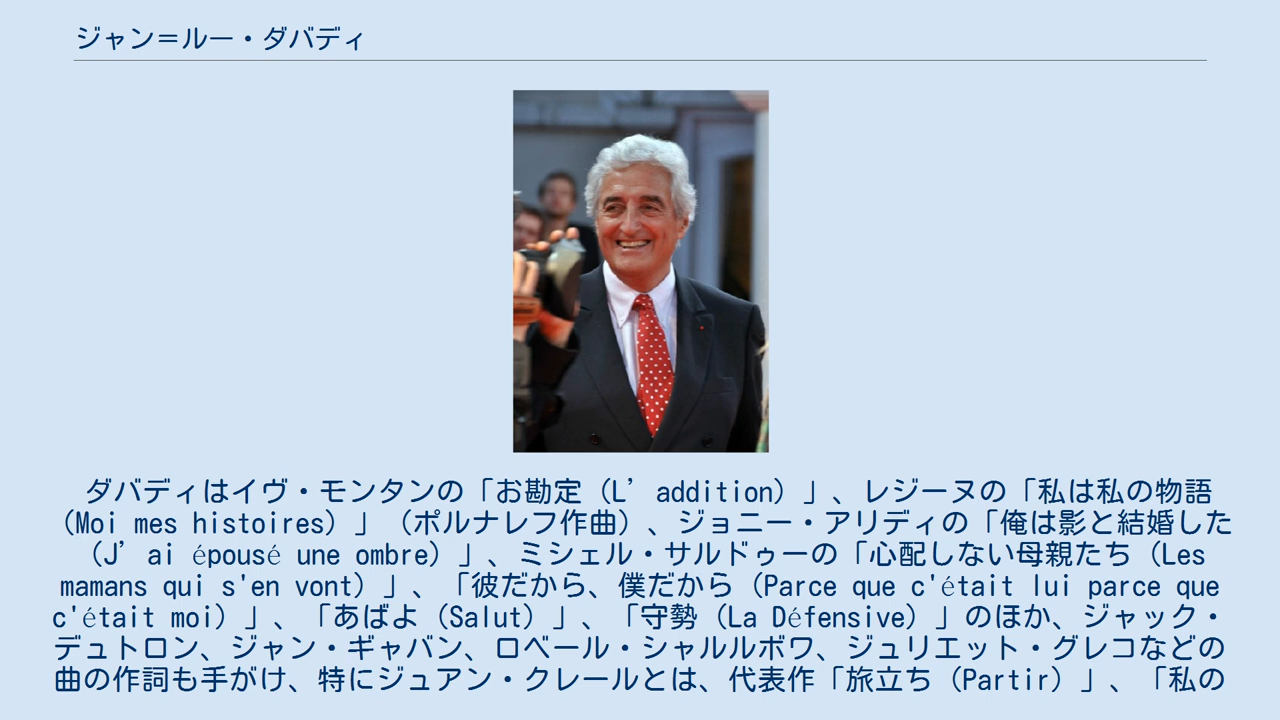 ジャン＝ルー・ダバディ
ダバディはイヴ・モンタンの「お勘定（L’addition）」、レジーヌの「私は私の物語
（Moi mes histoires）」（ポルナレフ作曲）、ジョニー・アリディの「俺は影と結婚した
（J’ai épousé une ombre）」、ミシェル・サルドゥーの「心配しない母親たち（Les
mamans qui s'en vont）」、「彼だから、僕だから（Parce que c'était lui parce que
c'était moi）」、「あばよ（Salut）」、「守勢（La Défensive）」のほか、ジャック・
デュトロン、ジャン・ギャバン、ロベール・シャルルボワ、ジュリエット・グレコなどの
曲の作詞も手がけ、特にジュアン・クレールとは、代表作「旅立ち（Partir）」、「私の